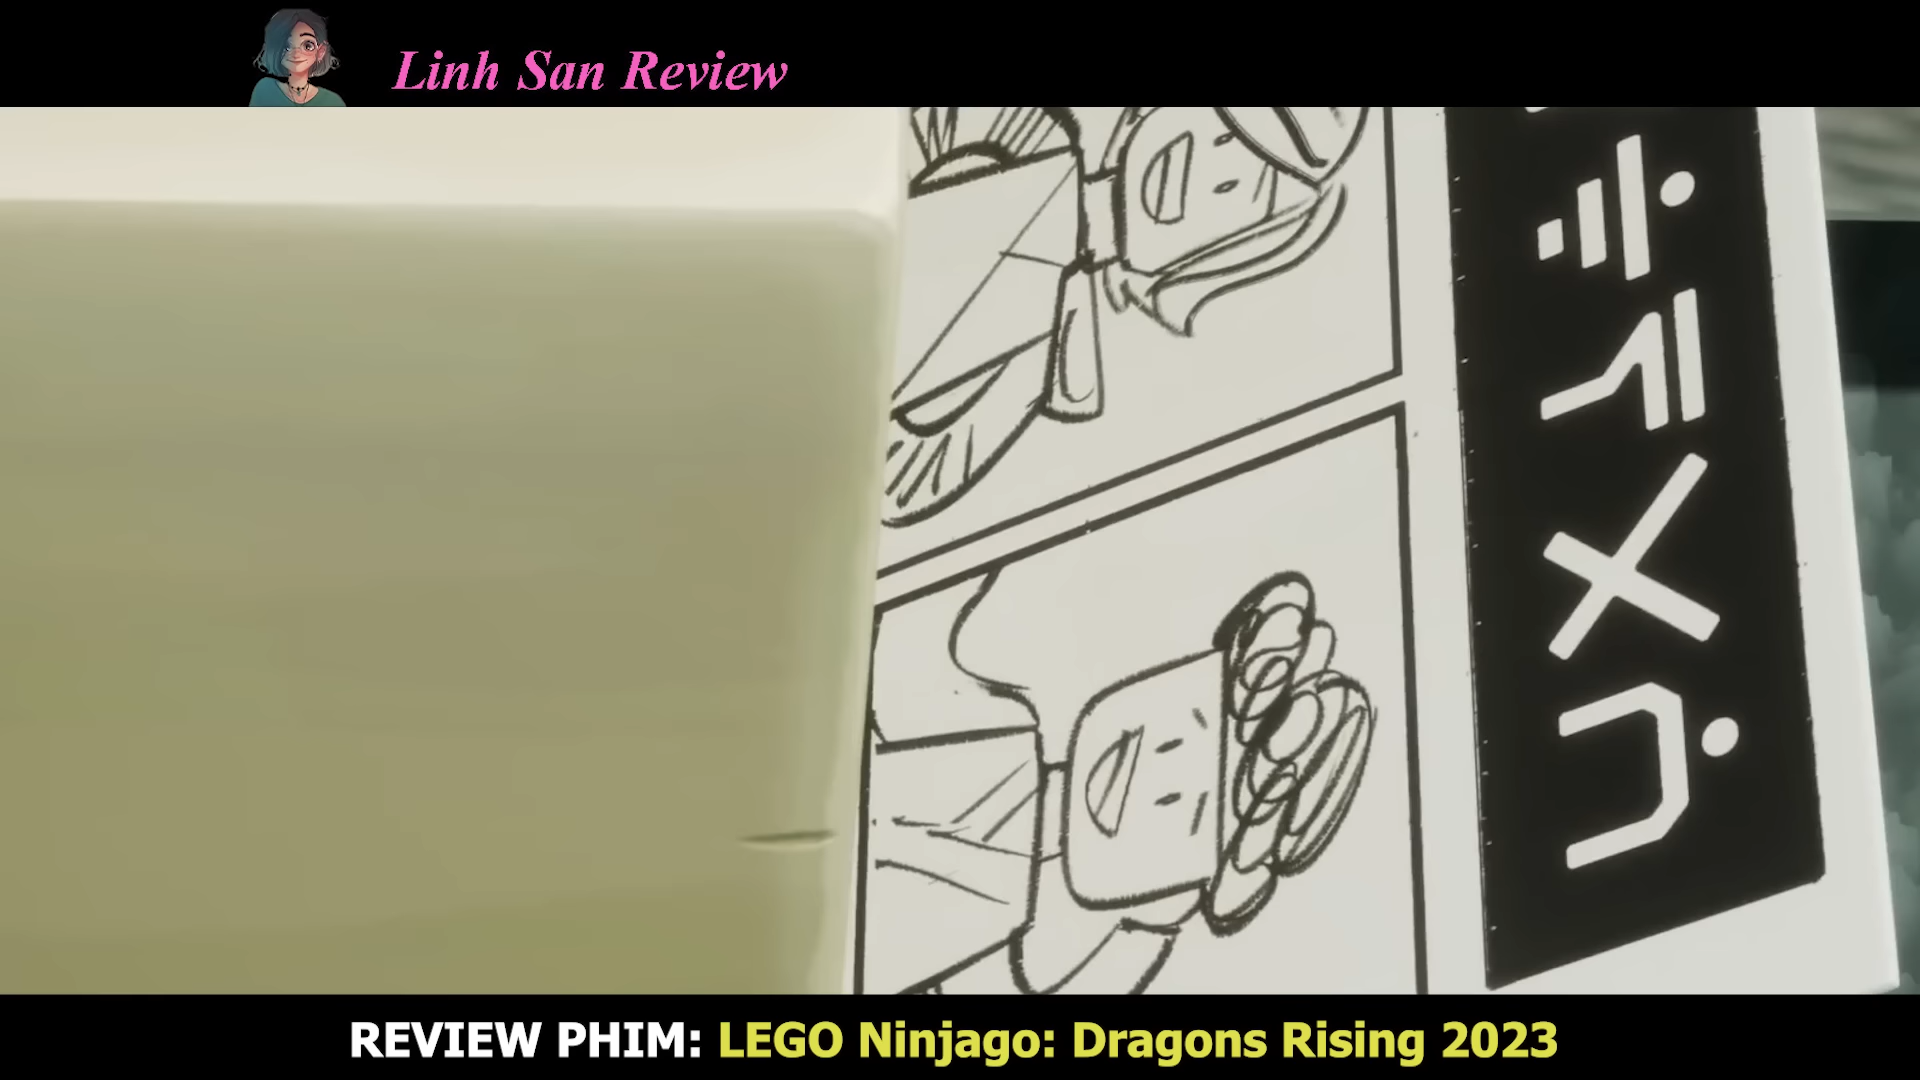 Linh San Review
REVIEW PHIM: LEGO Ninjago: Dragons Rising 2023